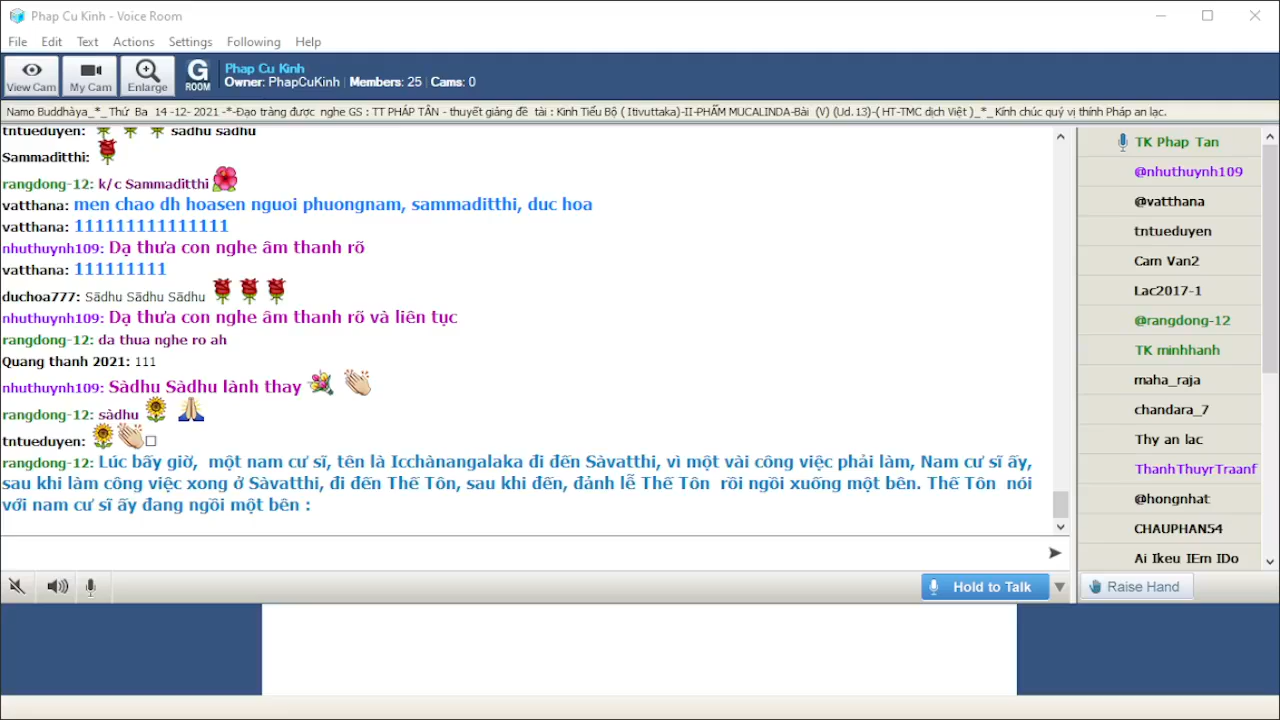 Phap Cu Kinh - Voice Room
File Edit Text Actions Settings Following Help
View Cam My Cam Enlarge G ROOM
Phap Cu Kinh
Owner: PhapCuKinh | Members: 25 | Cams: 0
Namo Buddhàya_*_ Thứ Ba 14 -12- 2021 -*-Đạo tràng được nghe GS : TT PHÁP TÂN - thuyết giảng đề tài : Kinh Tiểu Bộ ( Itivuttaka)-II-PHẨM MUCALINDA-Bài (V) (Ud.13)-( HT-TMC dịch Việt )_*_ Kính chúc quý vị thính Pháp an lạc.
tntueduyen: sadhu sadhu
Sammaditthi:
rangdong-12: k/c Sammaditthi
vatthana: men chao dh hoasen nguoi phuongnam, sammaditthi, duc hoa
vatthana: 111111111111111
nhuthuynh109: Dạ thưa con nghe âm thanh rõ
vatthana: 111111111
duchoa777: Sādhu Sādhu Sādhu
nhuthuynh109: Dạ thưa con nghe âm thanh rõ và liên tục
rangdong-12: da thua nghe ro ah
Quang thanh 2021: 111
nhuthuynh109: Sàdhu Sàdhu lành thay
rangdong-12: sàdhu
tntueduyen:
rangdong-12: Lúc bấy giờ, một nam cư sĩ, tên là Icchànangalaka đi đến Sàvatthi, vì một vài công việc phải làm, Nam cư sĩ ấy,
sau khi làm công việc xong ở Sàvatthi, đi đến Thế Tôn, sau khi đến, đảnh lễ Thế Tôn rồi ngồi xuống một bên. Thế Tôn nói
với nam cư sĩ ấy đang ngồi một bên :
TK Phap Tan
@nhuthuynh109
@vatthana
tntueduyen
Cam Van2
Lac2017-1
@rangdong-12
TK minhhanh
maha_raja
chandara_7
Thy an lac
ThanhThuyrTraanf
@hongnhat
CHAUPHAN54
Ai Ikeu IEm IDo
Hold to Talk
Raise Hand